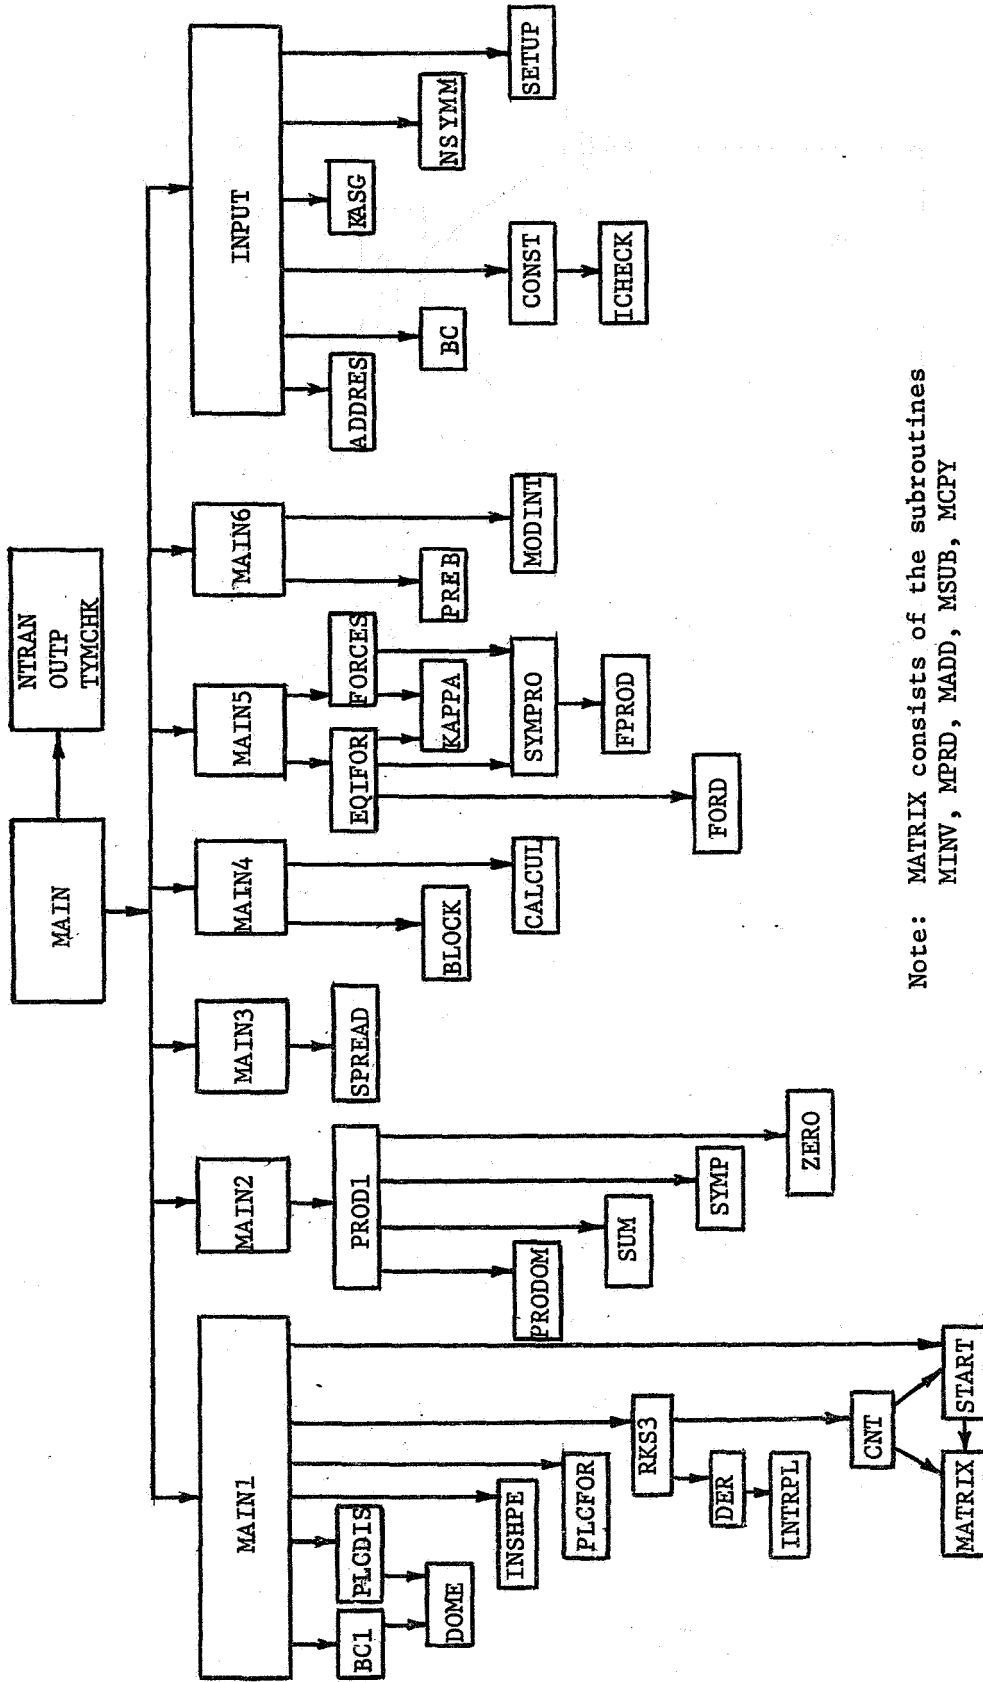 MAIN
NTRAN
OUTP
TYMCHK
MAIN1
MAIN2
MAIN3
MAIN4
MAIN5
MAIN6
INPUT
BC1
PLCDIS
DOME
INSHPE
PLCFOR
RKS3
DER
INTRPL
CNT
MATRIX
START
PROD1
PRODOM
SUM
SYMP
ZERO
SPREAD
BLOCK
CALCUL
EQIFOR
FORCES
KAPPA
SYMPRO
FPROD
FORD
PREB
MODINT
ADDRES
BC
CONST
ICHECK
KASG
NSYMM
SETUP
Note: MATRIX consists of the subroutines
MINV, MPRD, MADD, MSUB, MCPY